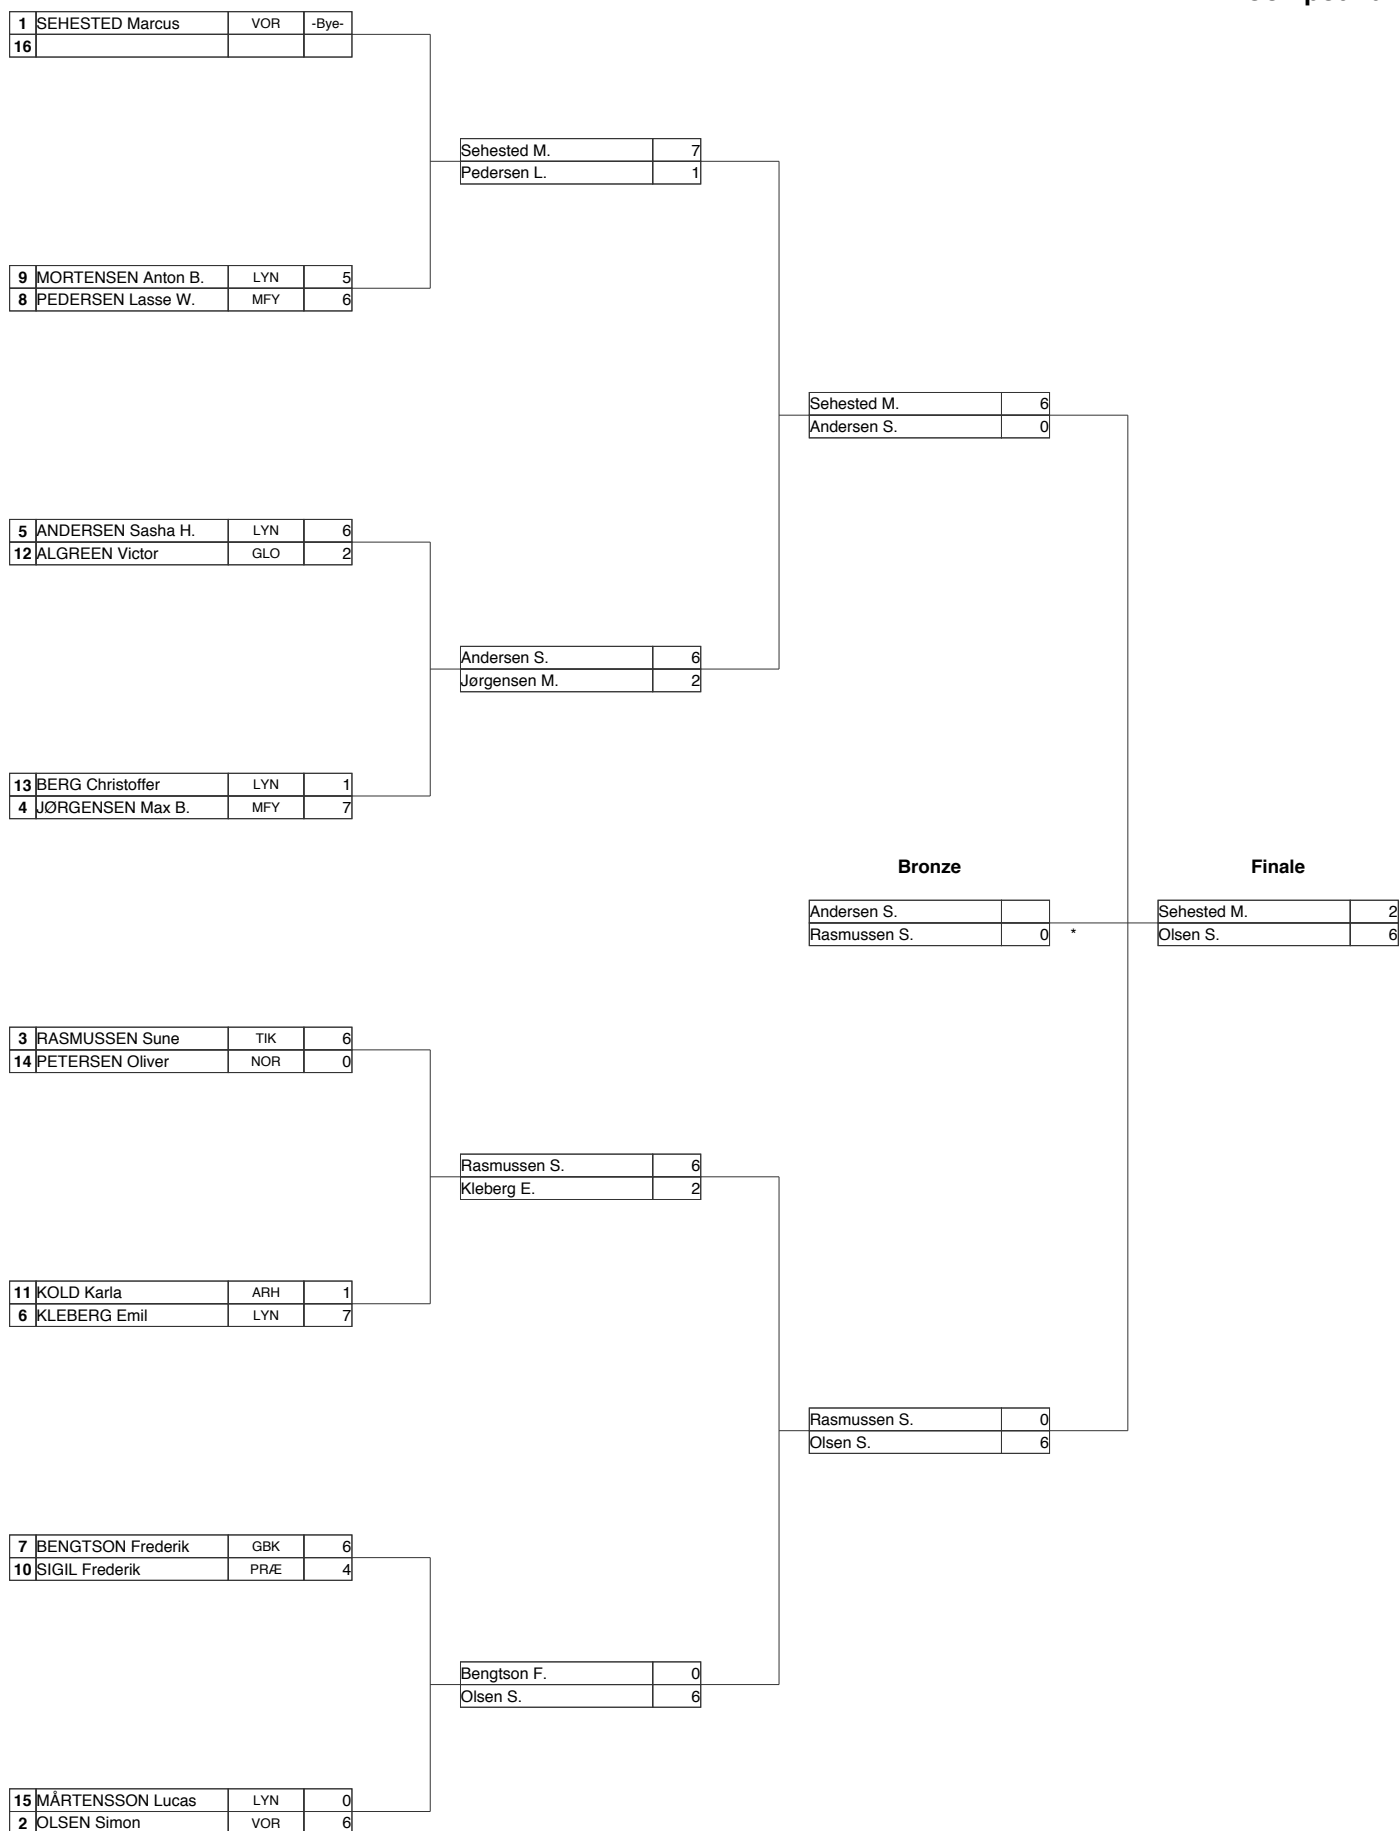 1 SEHESTED Marcus VOR -Bye-
16
Sehested M. 7
Pedersen L. 1
9 MORTENSEN Anton B. LYN 5
8 PEDERSEN Lasse W. MFY 6
Sehested M. 6
Andersen S. 0
5 ANDERSEN Sasha H. LYN 6
12 ALGREEN Victor GLO 2
Andersen S. 6
Jørgensen M. 2
13 BERG Christoffer LYN 1
4 JØRGENSEN Max B. MFY 7
Bronze Finale
Andersen S. Sehested M. 2
Rasmussen S. 0 * Olsen S. 6
3 RASMUSSEN Sune TIK 6
14 PETERSEN Oliver NOR 0
Rasmussen S. 6
Kleberg E. 2
11 KOLD Karla ARH 1
6 KLEBERG Emil LYN 7
Rasmussen S. 0
Olsen S. 6
7 BENGTSON Frederik GBK 6
10 SIGIL Frederik PRÆ 4
Bengtson F. 0
Olsen S. 6
15 MÅRTENSSON Lucas LYN 0
2 OLSEN Simon VOR 6